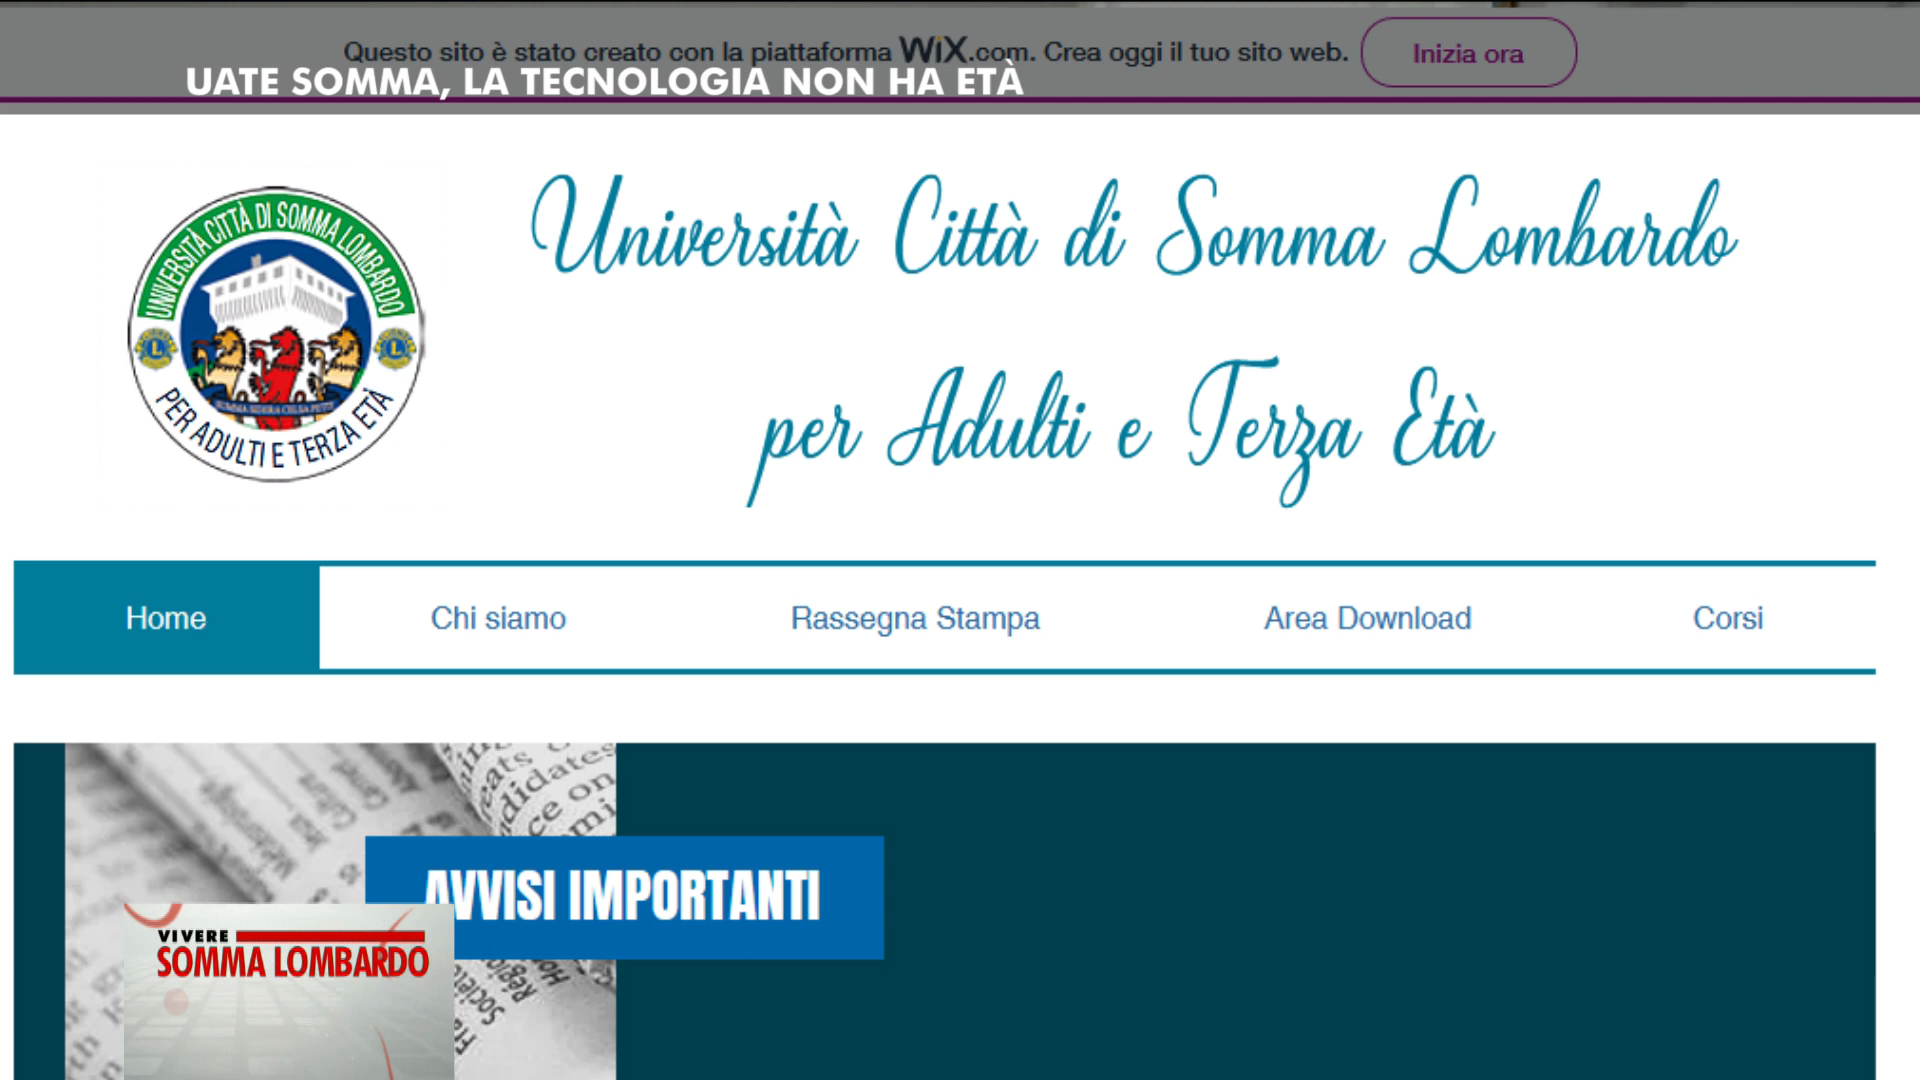 Questo sito è stato creato con la piattaforma WiX.com. Crea oggi il tuo sito web.
Inizia ora
UATE SOMMA, LA TECNOLOGIA NON HA ETÀ
UNIVERSITÀ CITTÀ DI SOMMA LOMBARDO
PER ADULTI E TERZA ETÀ
Università Città di Somma Lombardo
per Adulti e Terza Età
Home
Chi siamo
Rassegna Stampa
Area Download
Corsi
AVVISI IMPORTANTI
VIVERE
SOMMA LOMBARDO